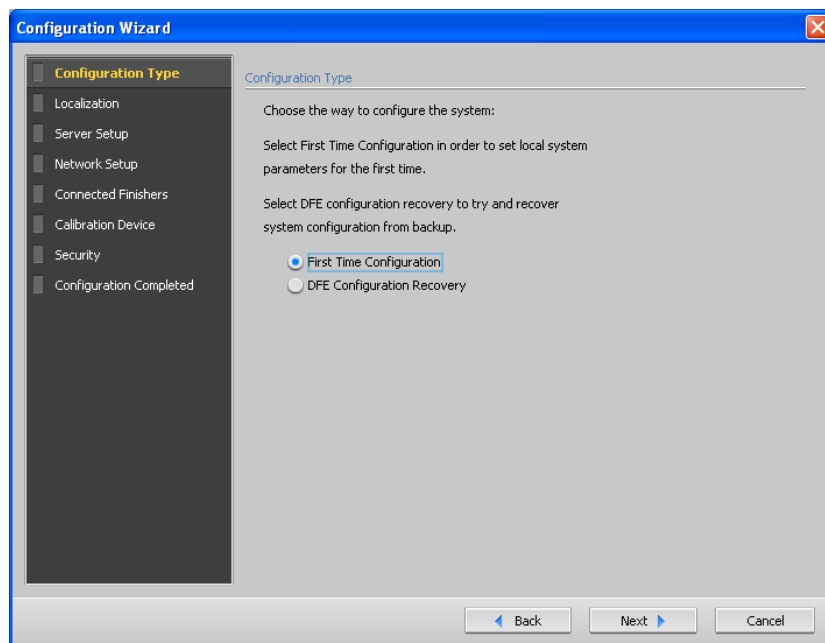 Configuration Wizard
Configuration Type
Localization
Server Setup
Network Setup
Connected Finishers
Calibration Device
Security
Configuration Completed
Configuration Type
Choose the way to configure the system:
Select First Time Configuration in order to set local system
parameters for the first time.
Select DFE configuration recovery to try and recover
system configuration from backup.
First Time Configuration
DFE Configuration Recovery
Back
Next
Cancel